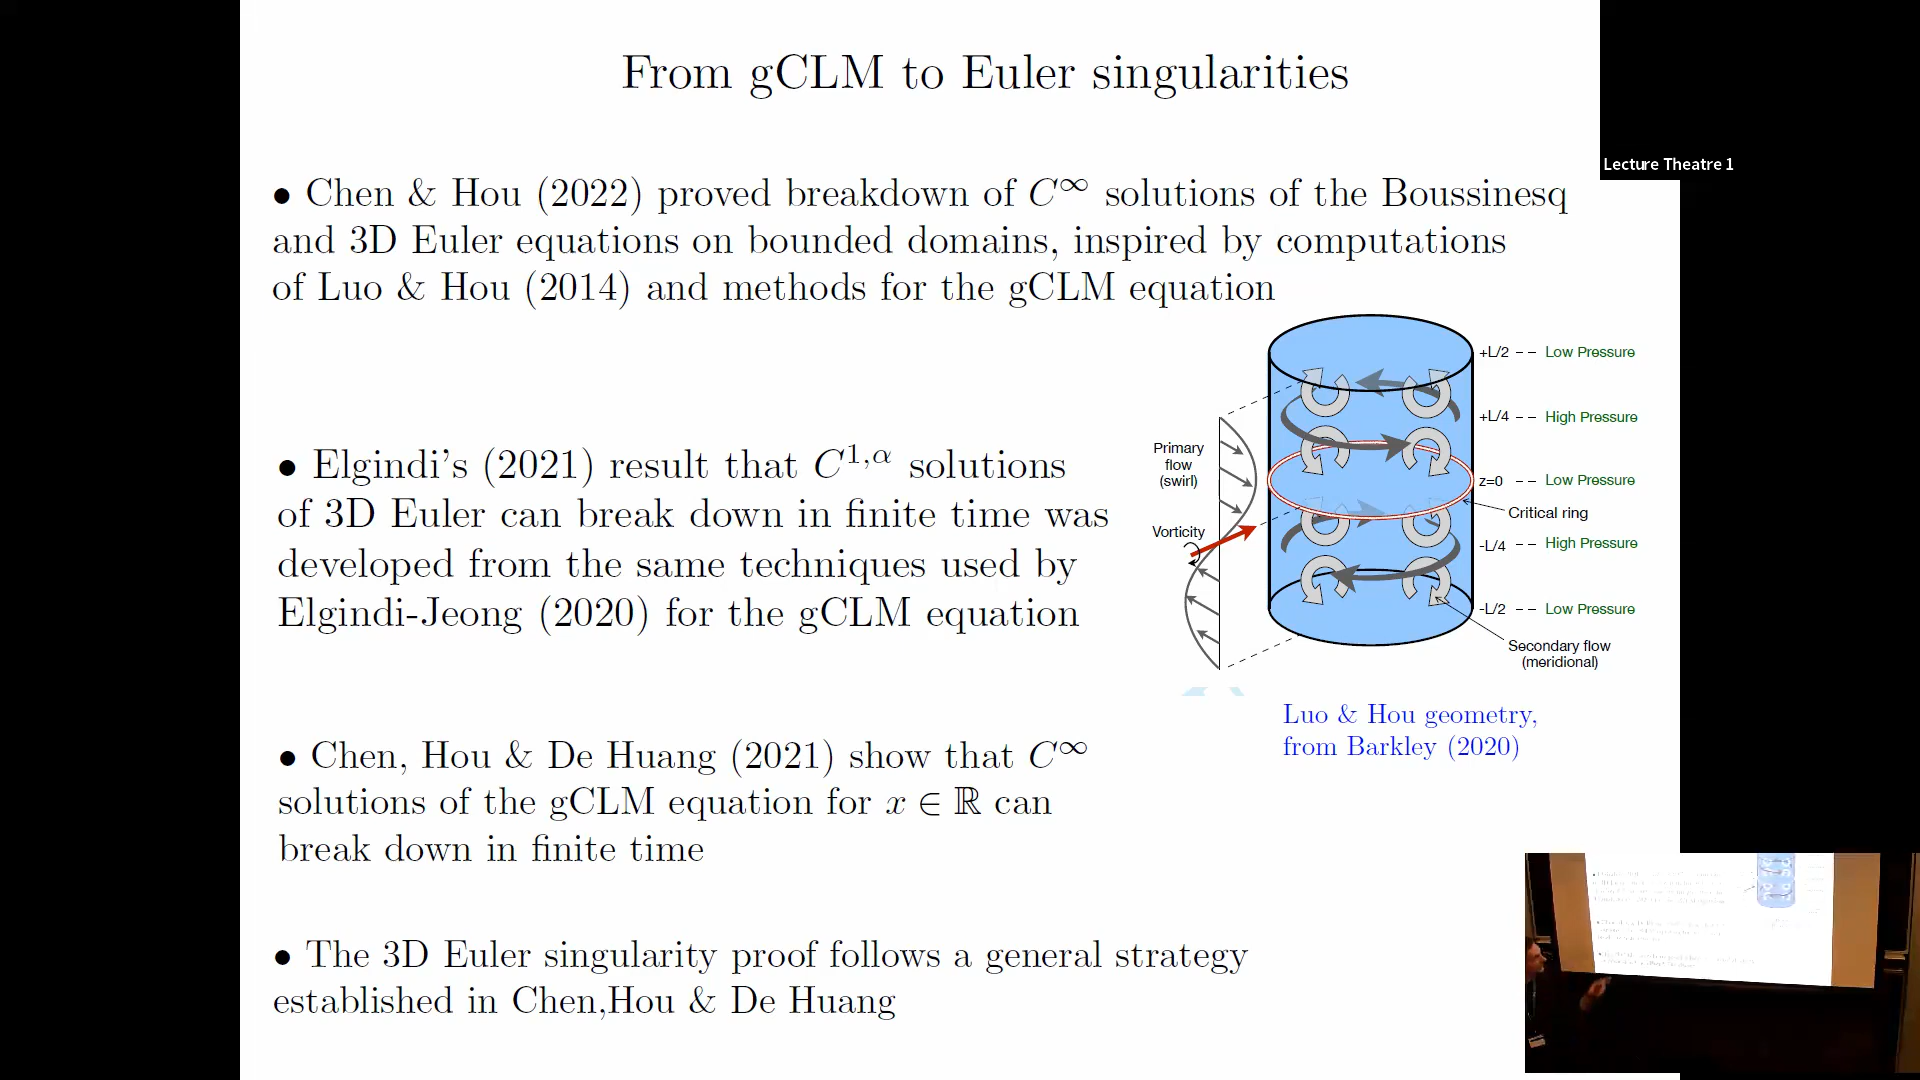 From gCLM to Euler singularities
Lecture Theatre 1
• Chen & Hou (2022) proved breakdown of C∞ solutions of the Boussinesq
and 3D Euler equations on bounded domains, inspired by computations
of Luo & Hou (2014) and methods for the gCLM equation
• Elgindi's (2021) result that C^{1,α} solutions
of 3D Euler can break down in finite time was
developed from the same techniques used by
Elgindi-Jeong (2020) for the gCLM equation
Primary
flow
(swirl)
Vorticity
+L/2 -- Low Pressure
+L/4 -- High Pressure
z=0 -- Low Pressure
Critical ring
-L/4 -- High Pressure
-L/2 -- Low Pressure
Secondary flow
(meridional)
Luo & Hou geometry,
from Barkley (2020)
• Chen, Hou & De Huang (2021) show that C∞
solutions of the gCLM equation for x ∈ ℝ can
break down in finite time
• The 3D Euler singularity proof follows a general strategy
established in Chen,Hou & De Huang